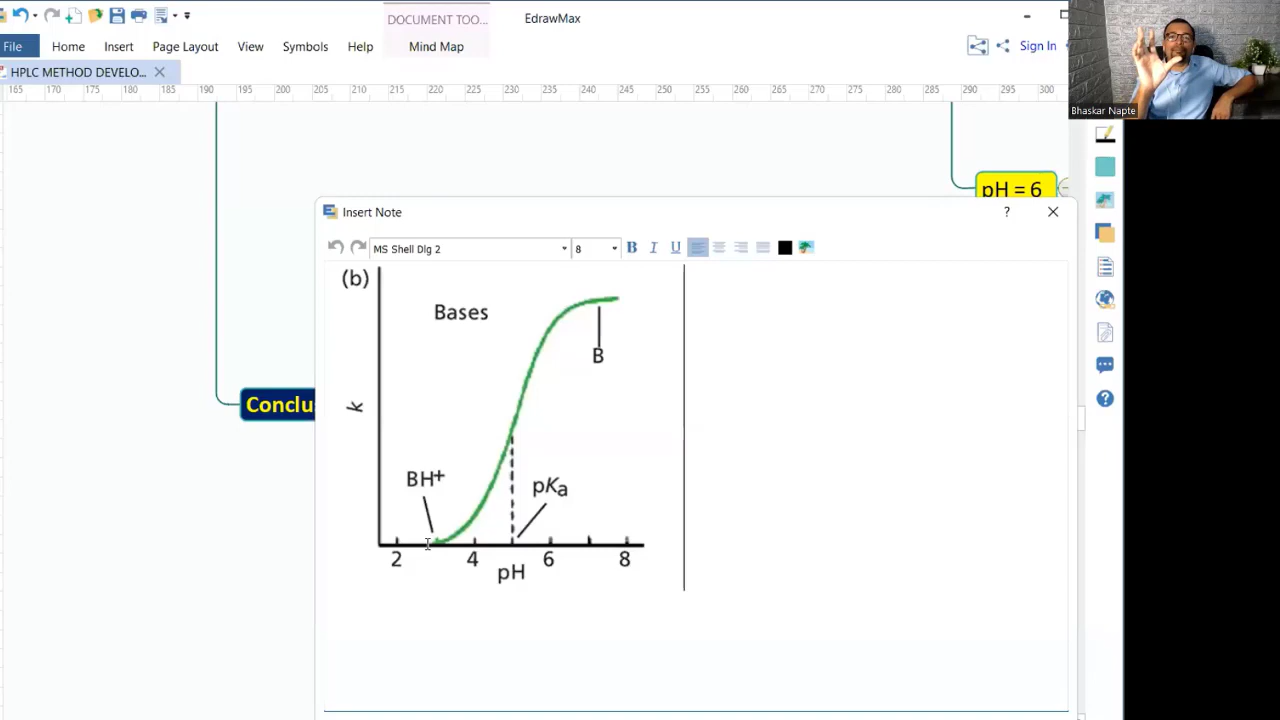 DOCUMENT TOO...
EdrawMax
File Home Insert Page Layout View Symbols Help Mind Map Sign In
HPLC METHOD DEVELO...
165 170 175 180 185 190 195 200 205 210 215 220 225 230 235 240 245 250 255 260 265 270 275 280 285 290 295 300
Bhaskar Napte
pH = 6
Insert Note
?
MS Shell Dlg 2 8 B I U
(b)
Bases
B
k
Conclu
BH+
pKa
2 4 6 8
pH